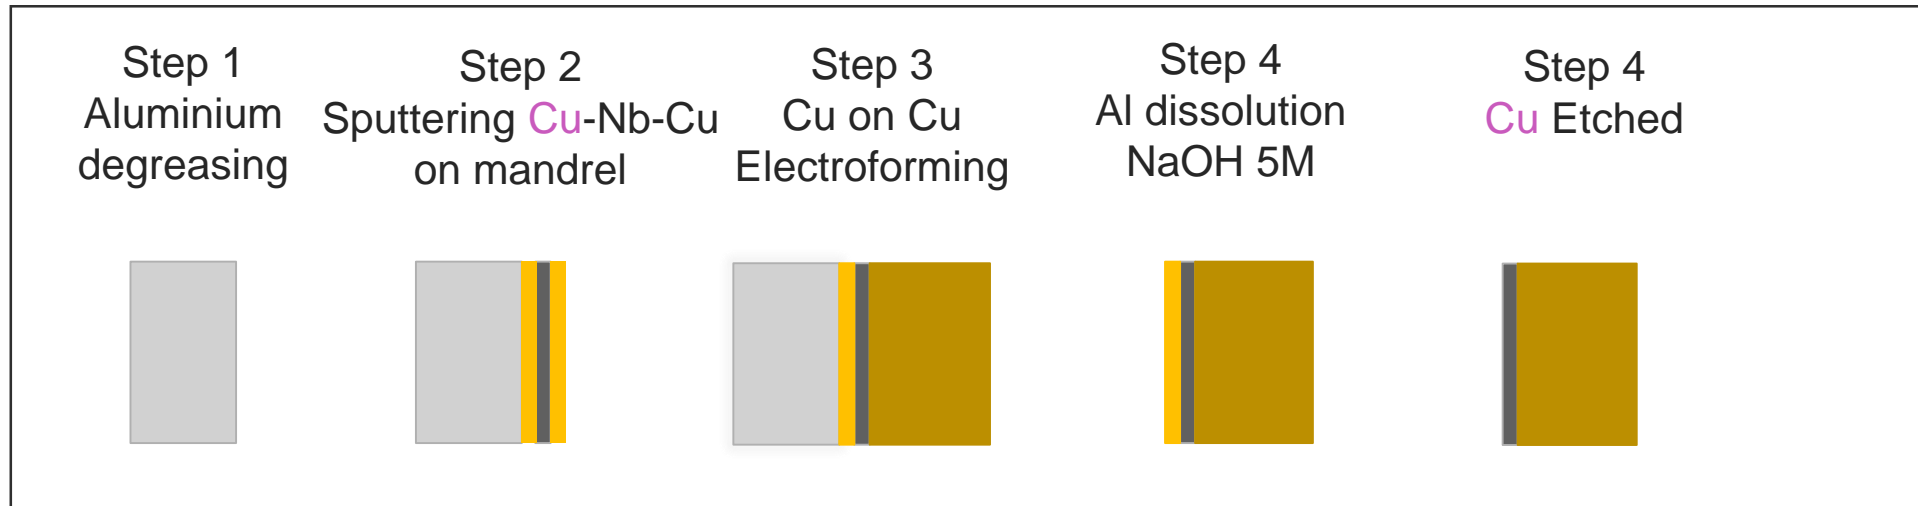 Step 1
Aluminium
degreasing
Step 2
Sputtering Cu-Nb-Cu
on mandrel
Step 3
Cu on Cu
Electroforming
Step 4
Al dissolution
NaOH 5M
Step 4
Cu Etched